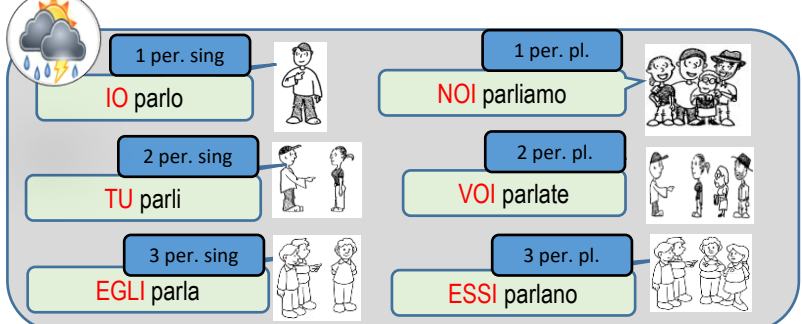 1 per. sing
IO parlo
1 per. pl.
NOI parliamo
2 per. sing
TU parli
2 per. pl.
VOI parlate
3 per. sing
EGLI parla
3 per. pl.
ESSI parlano